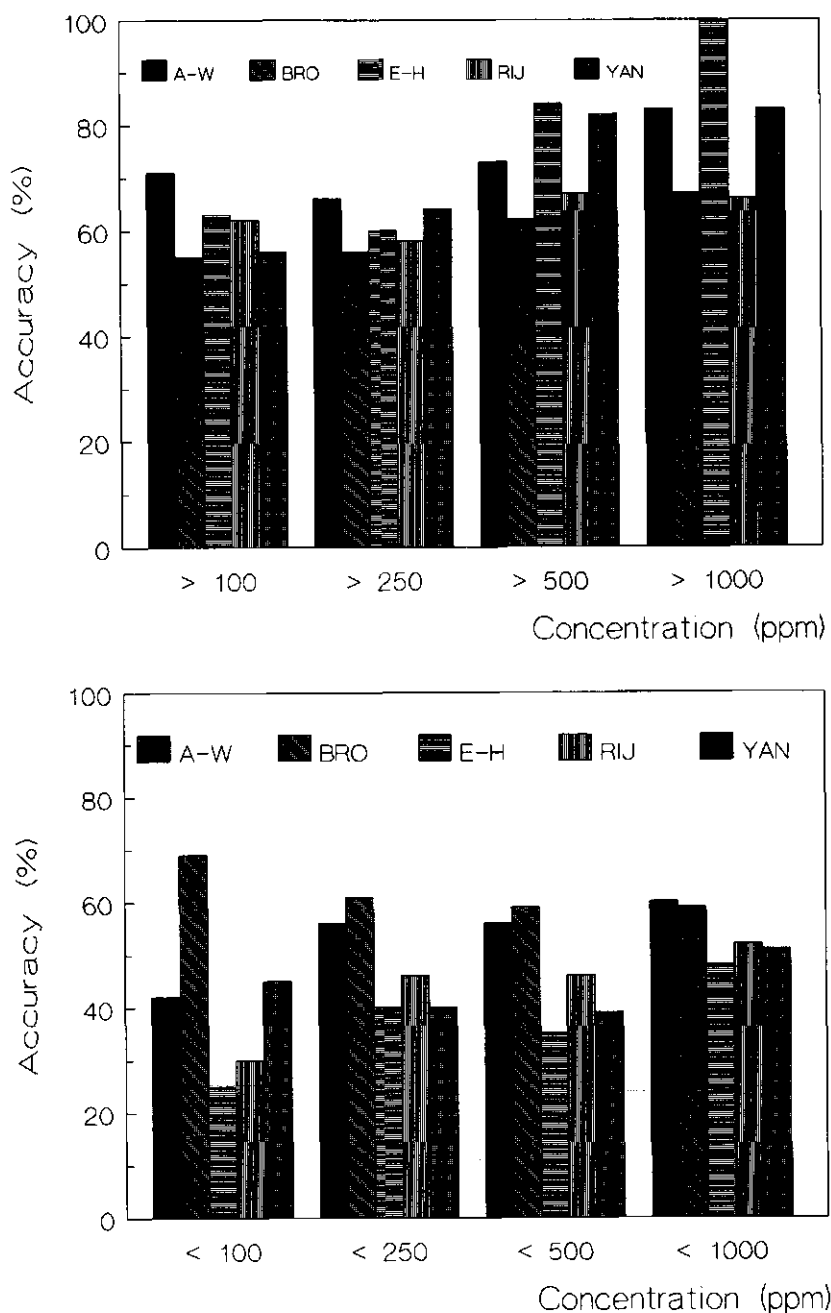 100
A-W BRO E-H RIJ YAN
80
60
40
20
0
Accuracy (%)
> 100 > 250 > 500 > 1000
Concentration (ppm)
100
A-W BRO E-H RIJ YAN
80
60
40
20
0
Accuracy (%)
< 100 < 250 < 500 < 1000
Concentration (ppm)